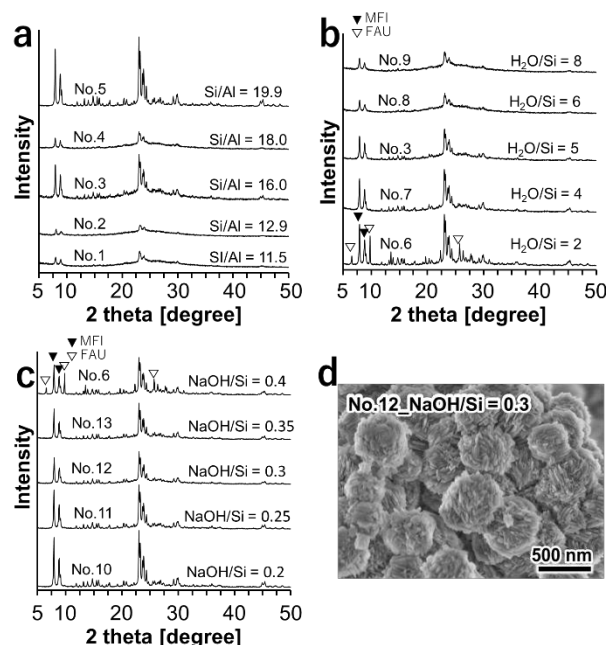 a
No.5
Si/Al = 19.9
No.4
Si/Al = 18.0
No.3
Si/Al = 16.0
No.2
Si/Al = 12.9
No.1
SI/Al = 11.5
Intensity
5 10 20 30 40 50
2 theta [degree]
▼ MFI
▽ FAU
b
No.9
H₂O/Si = 8
No.8
H₂O/Si = 6
No.3
H₂O/Si = 5
No.7
H₂O/Si = 4
No.6
H₂O/Si = 2
Intensity
5 10 20 30 40 50
2 theta [degree]
▼ MFI
▽ FAU
c
No.6
NaOH/Si = 0.4
No.13
NaOH/Si = 0.35
No.12
NaOH/Si = 0.3
No.11
NaOH/Si = 0.25
No.10
NaOH/Si = 0.2
Intensity
5 10 20 30 40 50
2 theta [degree]
d
No.12_NaOH/Si = 0.3
500 nm